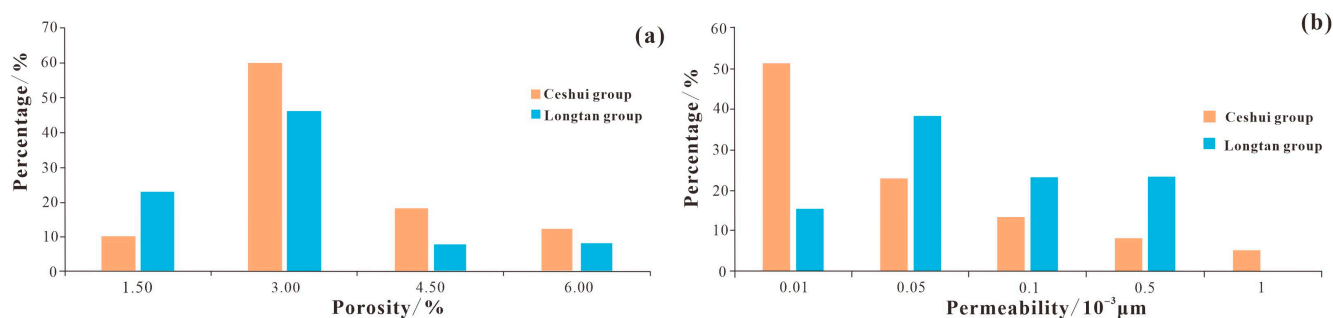 (a)
Percentage/%
70
60
50
40
30
20
10
0
Ceshui group
Longtan group
1.50 3.00 4.50 6.00
Porosity/%
(b)
Percentage/%
60
50
40
30
20
10
0
Ceshui group
Longtan group
0.01 0.05 0.1 0.5 1
Permeability/10⁻³μm